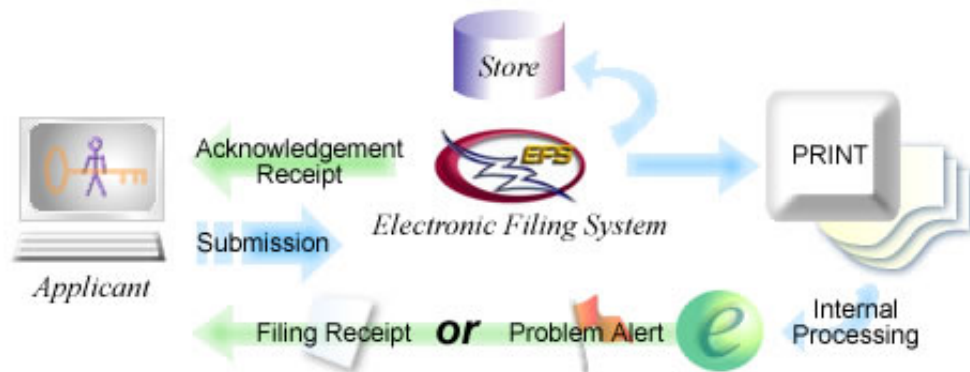 Store
Acknowledgement
Receipt
EFS
PRINT
Electronic Filing System
Submission
Applicant
Filing Receipt or Problem Alert
e
Internal
Processing